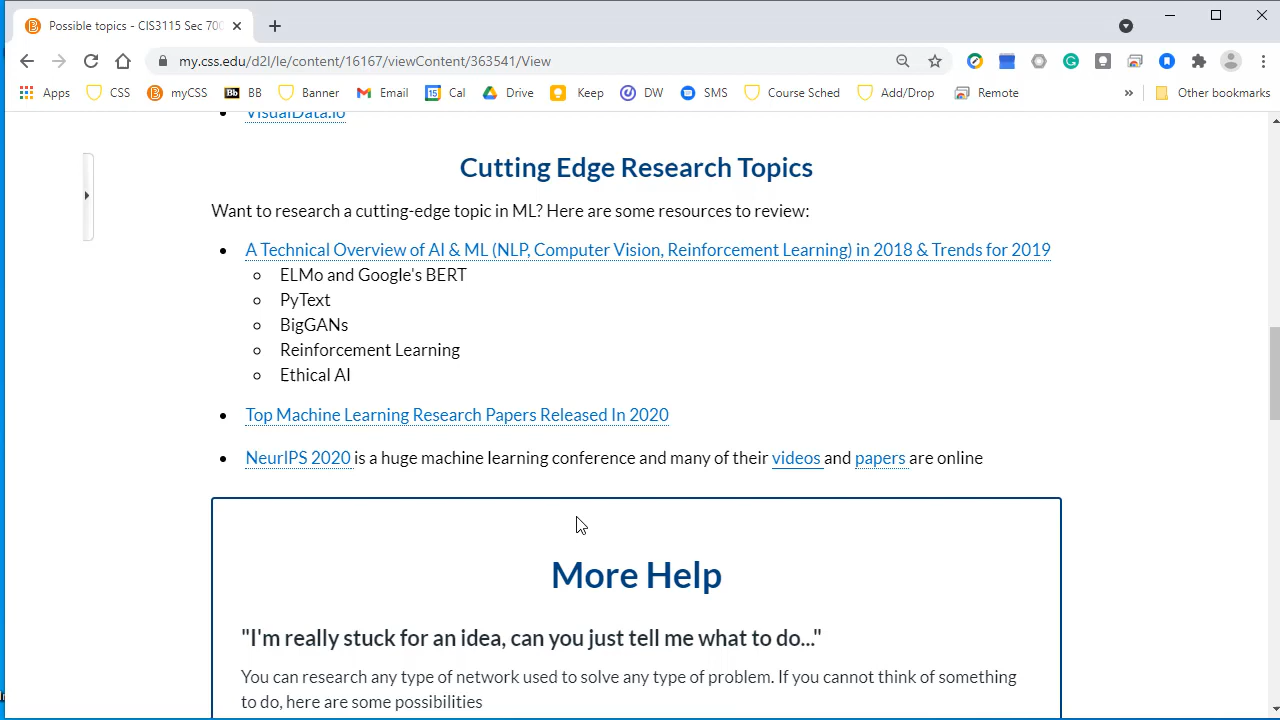 Possible topics - CIS3115 Sec 700
my.css.edu/d2l/le/content/16167/viewContent/363541/View
Apps CSS myCSS BB Banner Email Cal Drive Keep DW SMS Course Sched Add/Drop Remote » Other bookmarks
VisualData.io
Cutting Edge Research Topics
Want to research a cutting-edge topic in ML? Here are some resources to review:
A Technical Overview of AI & ML (NLP, Computer Vision, Reinforcement Learning) in 2018 & Trends for 2019
ELMo and Google's BERT
PyText
BigGANs
Reinforcement Learning
Ethical AI
Top Machine Learning Research Papers Released In 2020
NeurIPS 2020 is a huge machine learning conference and many of their videos and papers are online
More Help
"I'm really stuck for an idea, can you just tell me what to do..."
You can research any type of network used to solve any type of problem. If you cannot think of something
to do, here are some possibilities